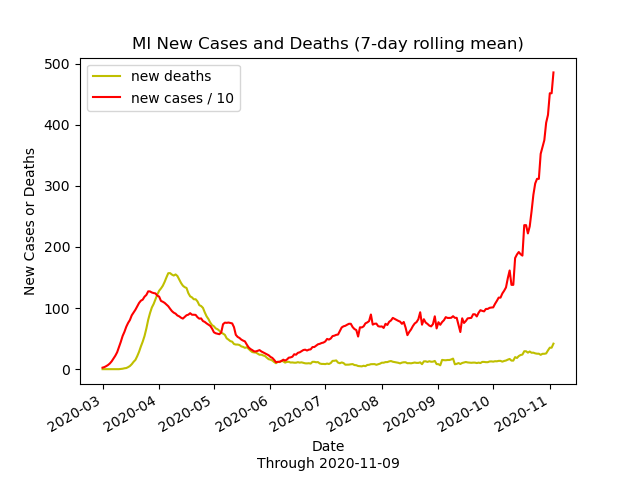 MI New Cases and Deaths (7-day rolling mean)
new deaths
new cases / 10
New Cases or Deaths
500
400
300
200
100
0
2020-03
2020-04
2020-05
2020-06
2020-07
2020-08
2020-09
2020-10
2020-11
Date
Through 2020-11-09